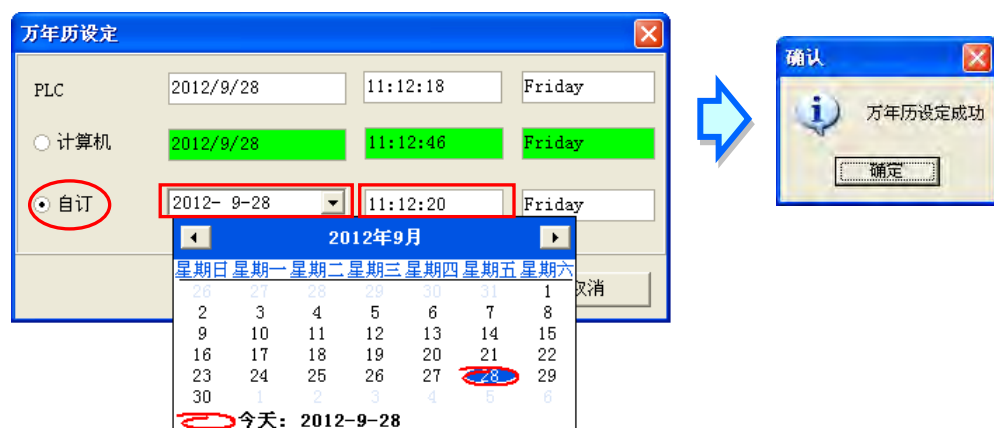 万年历设定
PLC 2012/9/28 11:12:18 Friday
计算机 2012/9/28 11:12:46 Friday
自订 2012- 9-28 11:12:20 Friday
2012年9月
星期日 星期一 星期二 星期三 星期四 星期五 星期六
26 27 28 29 30 31 1
2 3 4 5 6 7 8
9 10 11 12 13 14 15
16 17 18 19 20 21 22
23 24 25 26 27 28 29
30 1 2 3 4 5 6
今天: 2012-9-28
取消
确认
万年历设定成功
确定